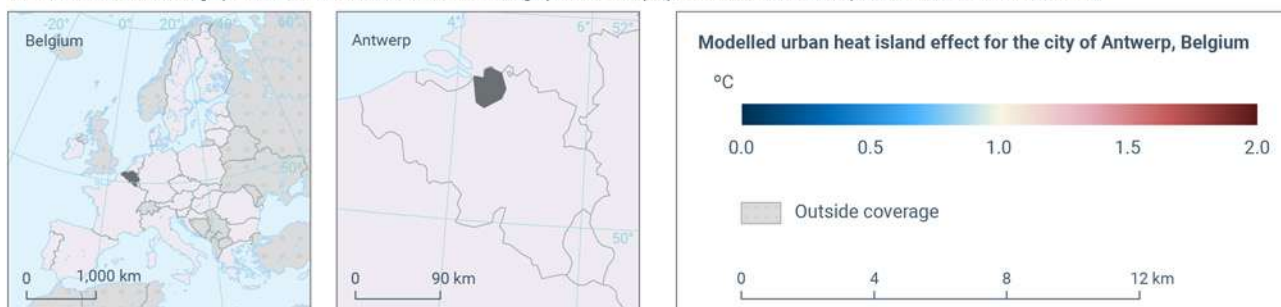 -20° 0° 20° 40° 60°
Belgium
50°
0 1,000 km
4° 6° 52°
Antwerp
50°
0 90 km
Modelled urban heat island effect for the city of Antwerp, Belgium
ºC
0.0 0.5 1.0 1.5 2.0
Outside coverage
0 4 8 12 km